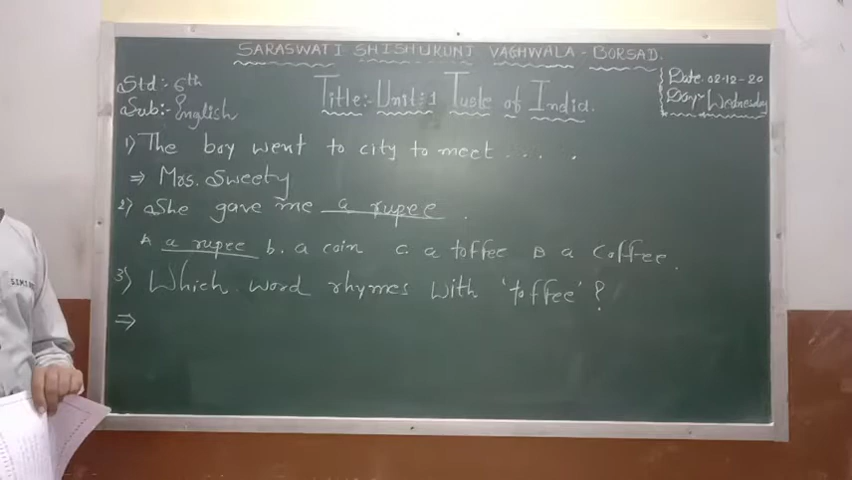 SARASWATI SHISHUKUNJ VAGHWALA - BORSAD.
Std:- 6th
Sub:- English
Title:- Unit:1 Taste of India.
Date: 02-12-20
Day:- Wednesday
1) The boy went to city to meet . . . . .
⇒ Mrs. Sweety
2) She gave me a rupee .
A a rupee b. a coin c. a toffee D a coffee.
3) Which word rhymes with 'toffee' ?
⇒